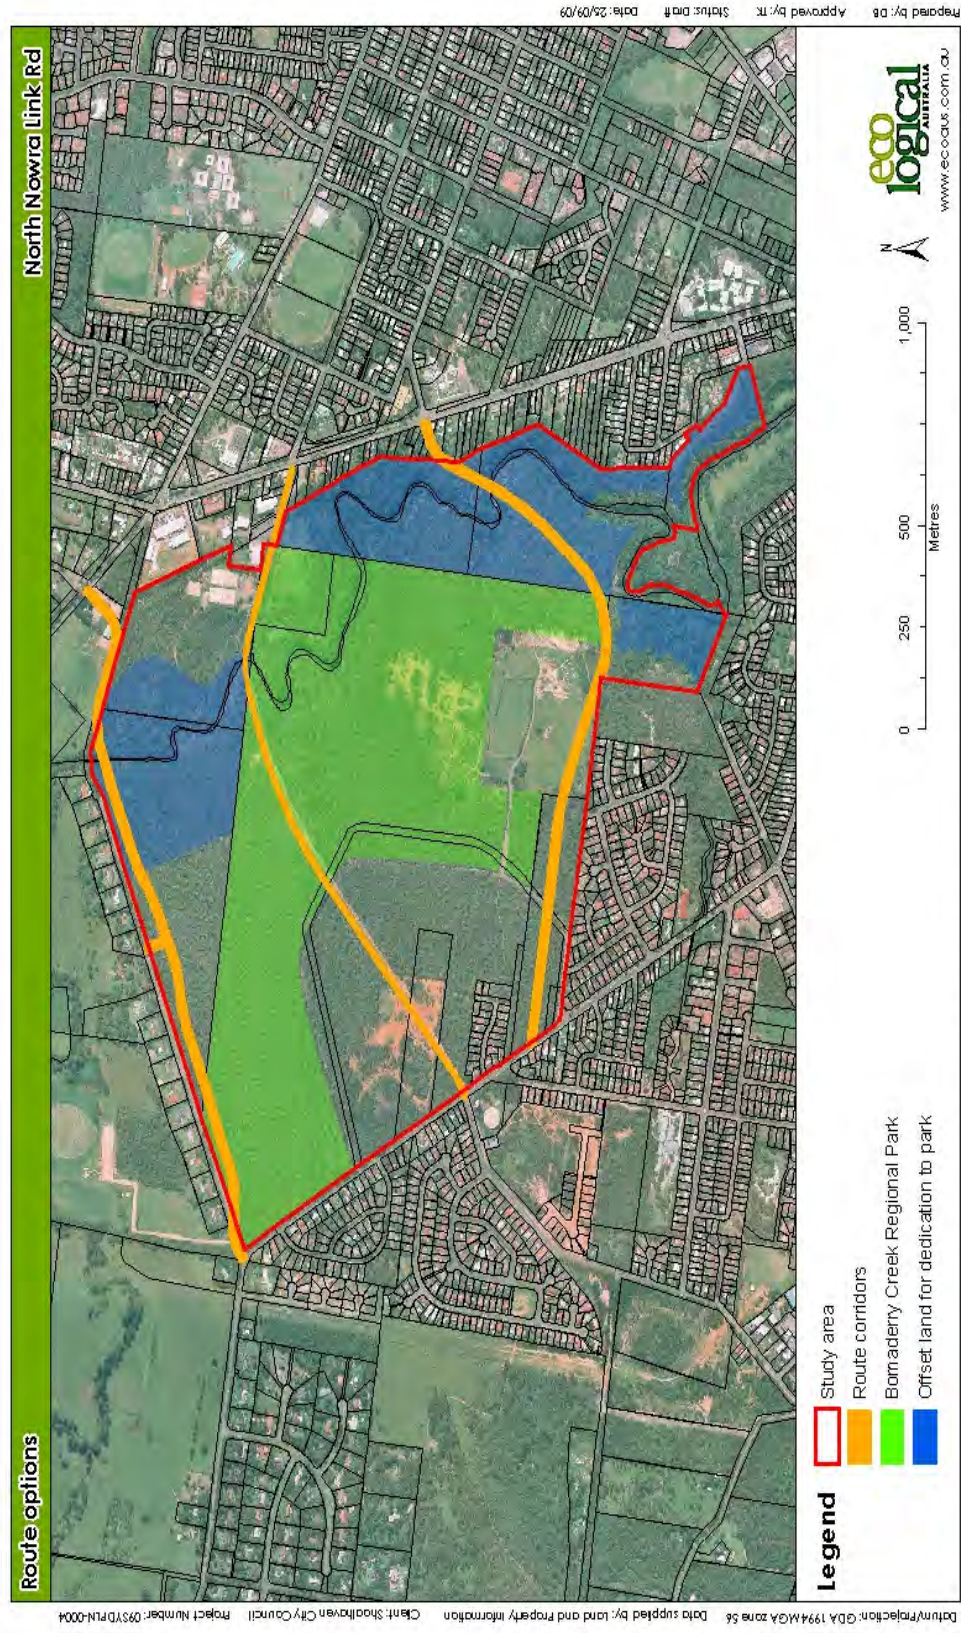 Route options
North Nowra Link Rd
Legend
Study area
Route corridors
Bomaderry Creek Regional Park
Offset land for dedication to park
0 250 500 1,000
Metres
N
eco
logical
AUSTRALIA
www.ecoaus.com.au
Datum/Projection: GDA 1994 MGA zone 56
Data supplied by: Land and Property Information
Client: Shoalhaven City Council
Project Number: 09SYDPLN-0004
Date: 25/09/09
Status: Draft
Approved by: TK
Prepared by: DB